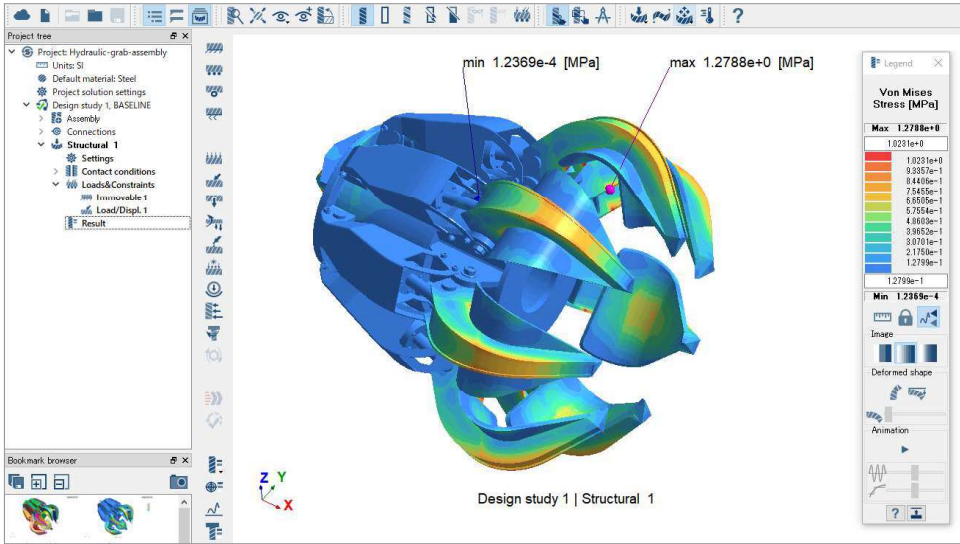 Project tree
Project: Hydraulic-grab-assembly
Units: SI
Default material: Steel
Project solution settings
Design study 1, BASELINE
Assembly
Connections
Structural 1
Settings
Contact conditions
Loads&Constraints
Immovable 1
Load/Displ. 1
Result
Bookmark browser
min 1.2369e-4 [MPa]
max 1.2788e+0 [MPa]
Z
Y
X
Design study 1 | Structural 1
Legend
Von Mises
Stress [MPa]
Max 1.2788e+0
1.0231e+0
1.0231e+0
9.3357e-1
8.4406e-1
7.5455e-1
6.6505e-1
5.7554e-1
4.8603e-1
3.9652e-1
3.0701e-1
2.1750e-1
1.2799e-1
1.2799e-1
Min 1.2369e-4
Image
Deformed shape
Animation
?
?